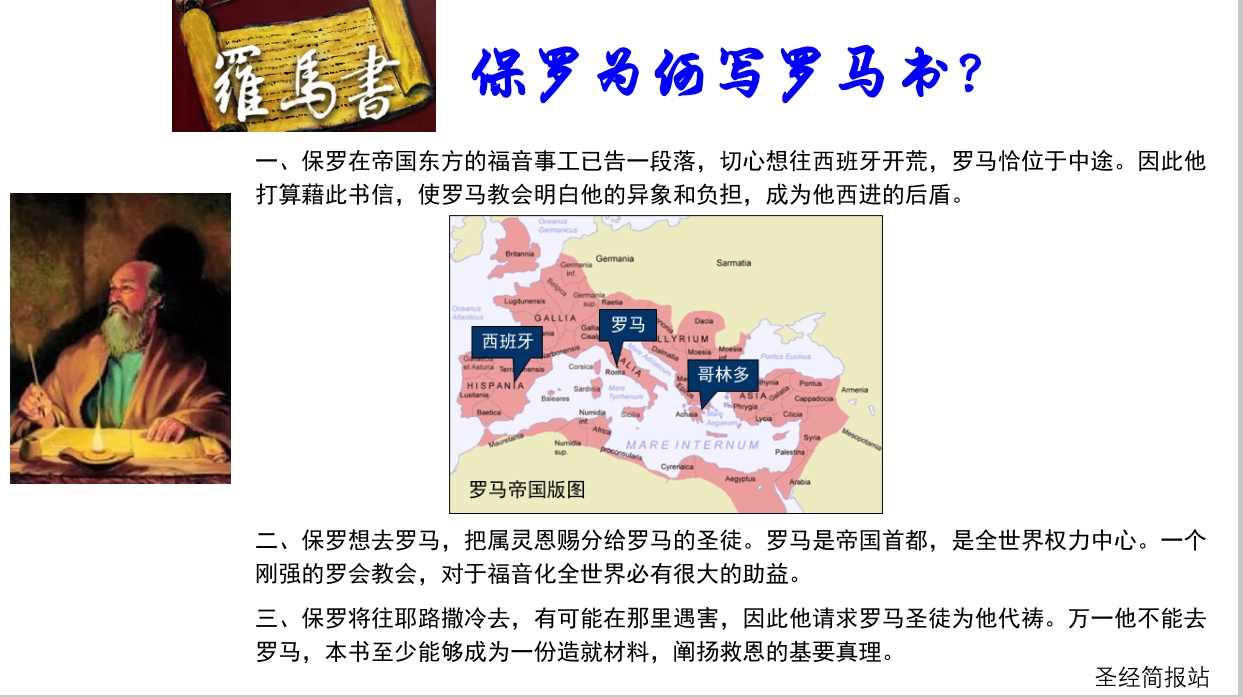 羅馬書
保罗为何写罗马书?
一、保罗在帝国东方的福音事工已告一段落，切心想往西班牙开荒，罗马恰位于中途。因此他
打算藉此书信，使罗马教会明白他的异象和负担，成为他西进的后盾。
Oceanus
Germanicus
Britannia
Germania
inf.
Germania
Sarmatia
Belgica
Germania
sup.
Raetia
Lugdunensis
Oceanus
Atlanticus
GALLIA
罗马
Dacia
西班牙
Gallia
Cisalp
LLYRIUM
Dalmatia
Moesia
Moesia
inf.
Pontus Euxinus
et Asturia
Corsica
Roma
ALIA
Mare Adriaticum
哥林多
HISPANIA
Lusitania
Sardinia
Mare
Tyrrhenum
Baleares
Epirus
ASIA
Galatia
Pontus
Armenia
Cappadocia
Phrygia
Baetica
Numidia
inf.
Sicilia
Achaia
Mare
Aegaeum
Lycia
Cilicia
Mauretania
Africa
Numidia
sup.
Proconsularis
MARE INTERNUM
Syria
Mesopotamia
Palestina
Cyrenaica
Aegyptus
Arabia
罗马帝国版图
二、保罗想去罗马，把属灵恩赐分给罗马的圣徒。罗马是帝国首都，是全世界权力中心。一个
刚强的罗会教会，对于福音化全世界必有很大的助益。
三、保罗将往耶路撒冷去，有可能在那里遇害，因此他请求罗马圣徒为他代祷。万一他不能去
罗马，本书至少能够成为一份造就材料，阐扬救恩的基要真理。
圣经简报站